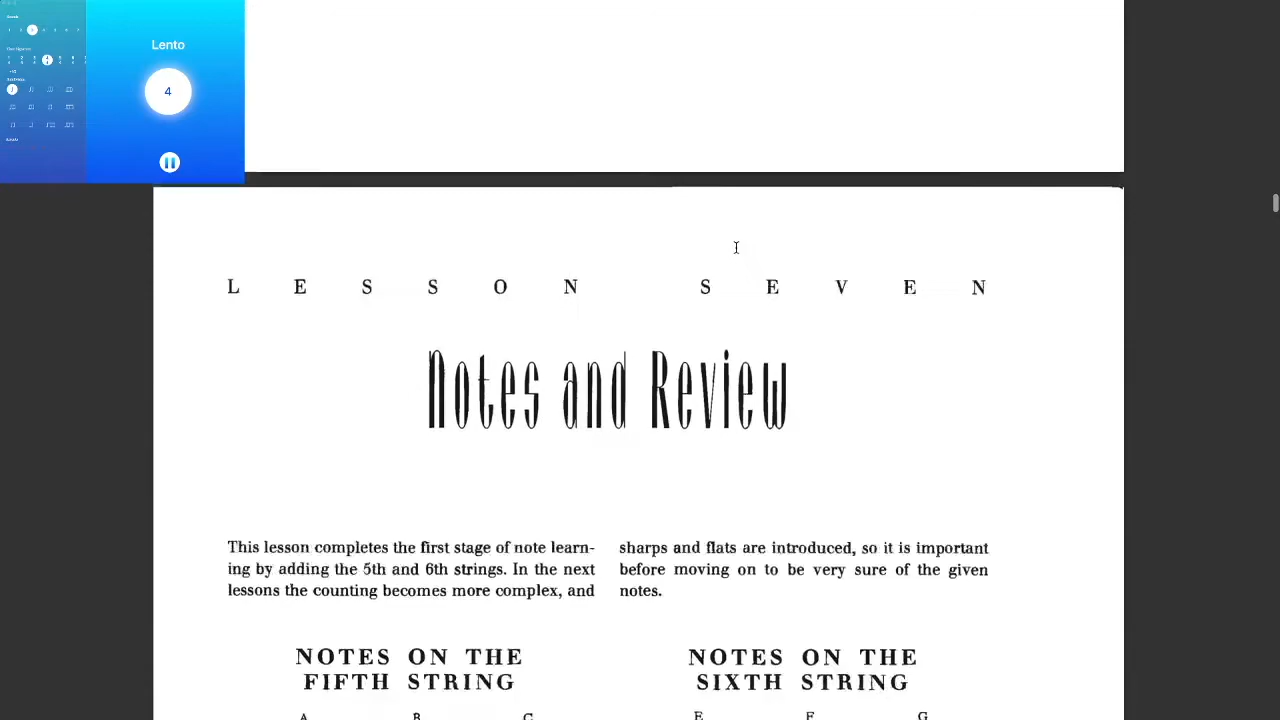 Lento
4
LESSON SEVEN
Notes and Review
This lesson completes the first stage of note learn-
ing by adding the 5th and 6th strings. In the next
lessons the counting becomes more complex, and
sharps and flats are introduced, so it is important
before moving on to be very sure of the given
notes.
NOTES ON THE
FIFTH STRING
A B C
NOTES ON THE
SIXTH STRING
E F G